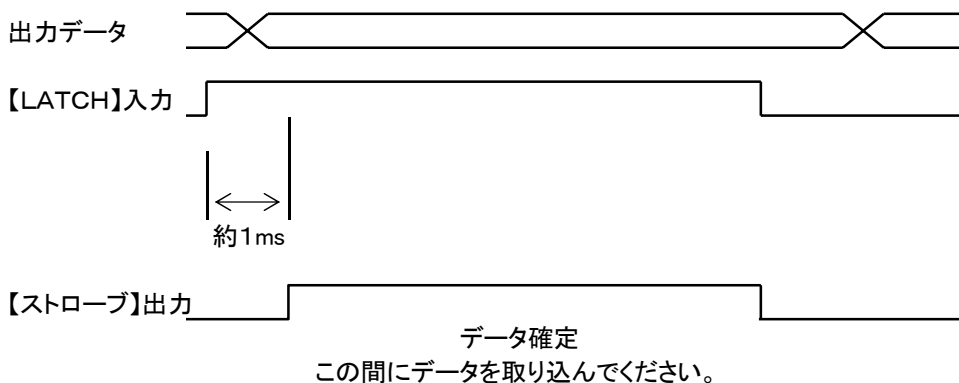 出力データ
【LATCH】入力
約1ms
【ストローブ】出力
データ確定
この間にデータを取り込んでください。